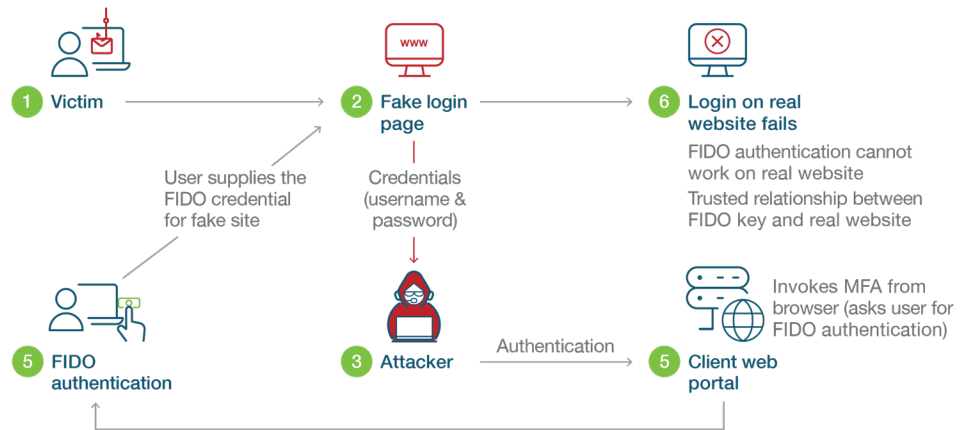 www
1 Victim
2 Fake login
page
6 Login on real
website fails
FIDO authentication cannot
work on real website
Trusted relationship between
FIDO key and real website
User supplies the
FIDO credential
for fake site
Credentials
(username &
password)
Invokes MFA from
browser (asks user for
FIDO authentication)
5 FIDO
authentication
3 Attacker
Authentication
5 Client web
portal